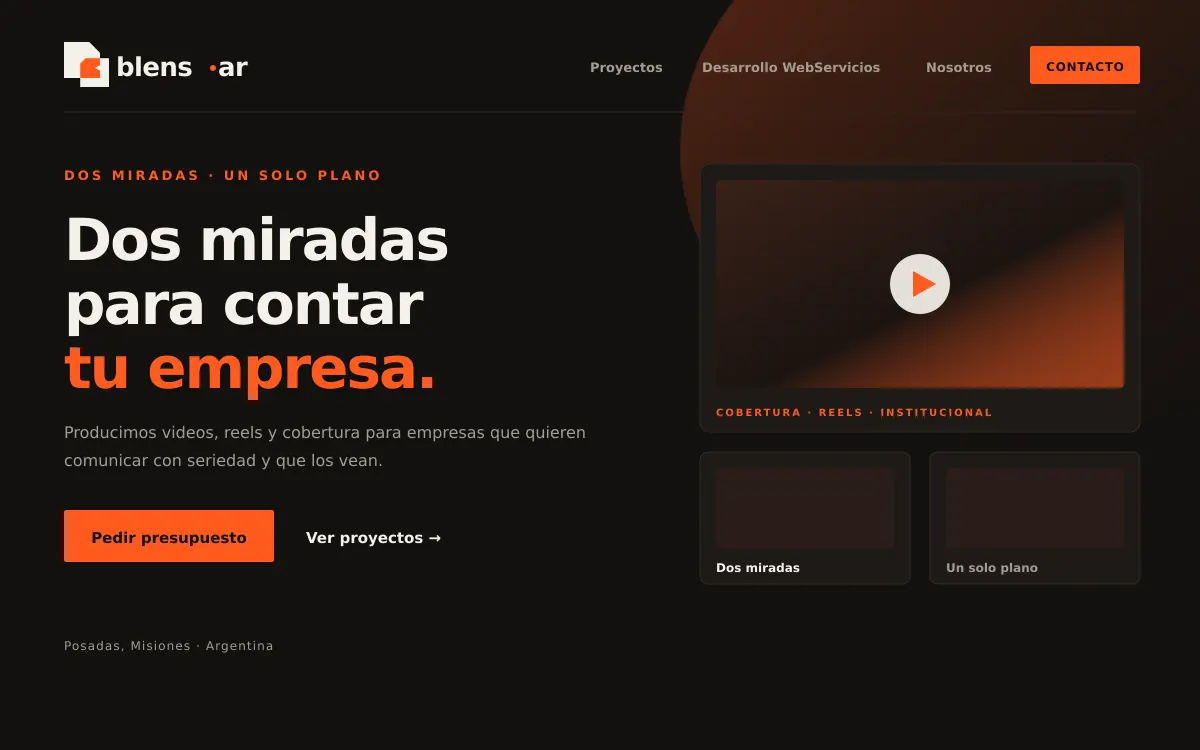 blens ·ar
Proyectos
Desarrollo WebServicios
Nosotros
CONTACTO
DOS MIRADAS · UN SOLO PLANO
Dos miradas
para contar
tu empresa.
Producimos videos, reels y cobertura para empresas que quieren
comunicar con seriedad y que los vean.
Pedir presupuesto
Ver proyectos →
Posadas, Misiones · Argentina
COBERTURA · REELS · INSTITUCIONAL
Dos miradas
Un solo plano